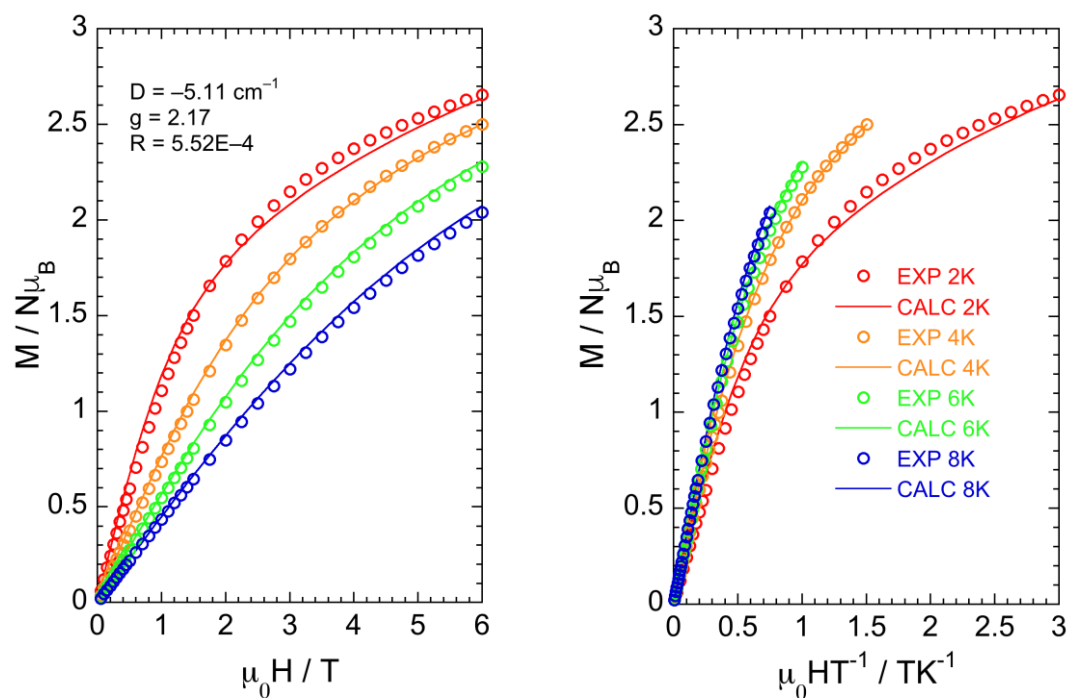 3
2.5
2
1.5
1
0.5
0
M / Nμ_B
D = –5.11 cm⁻¹
g = 2.17
R = 5.52E–4
0 1 2 3 4 5 6
μ₀H / T
3
2.5
2
1.5
1
0.5
0
M / Nμ_B
EXP 2K
CALC 2K
EXP 4K
CALC 4K
EXP 6K
CALC 6K
EXP 8K
CALC 8K
0 0.5 1 1.5 2 2.5 3
μ₀HT⁻¹ / TK⁻¹